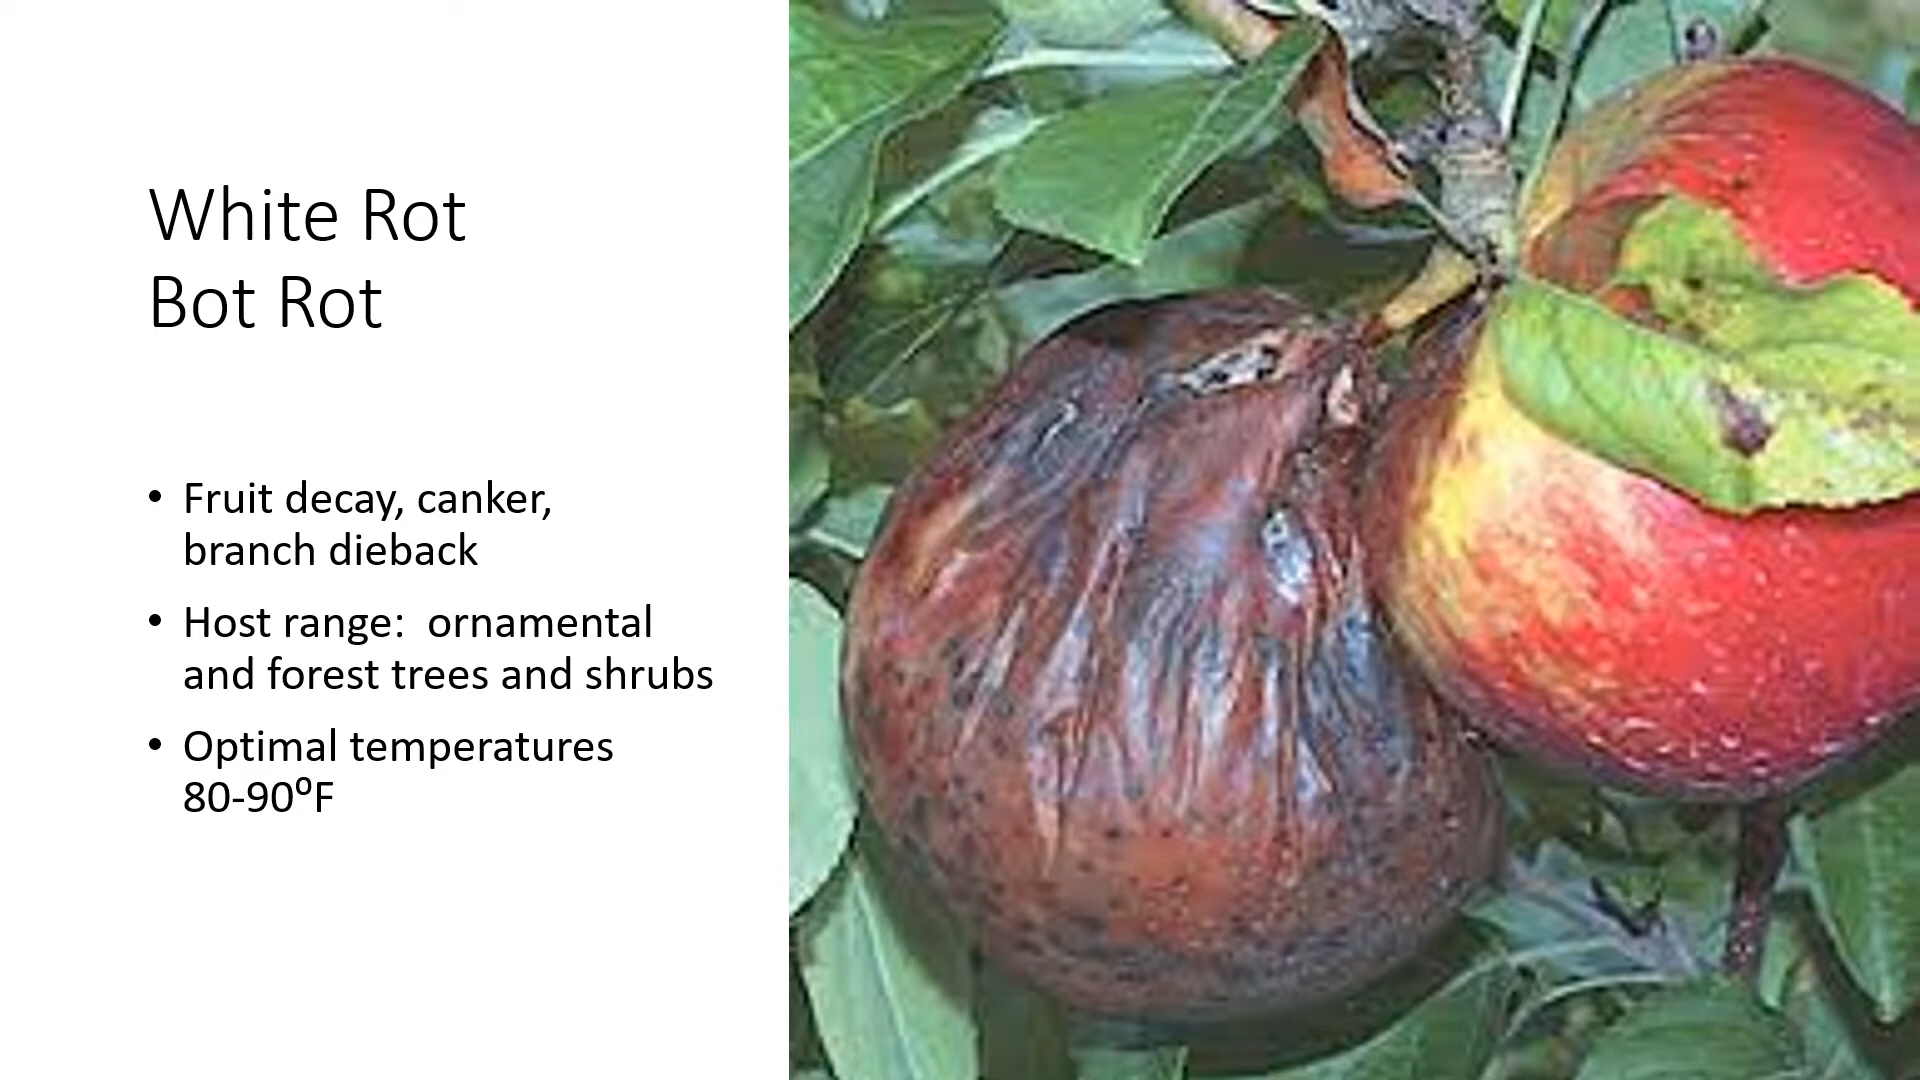 White Rot
Bot Rot
• Fruit decay, canker,
branch dieback
• Host range:  ornamental
and forest trees and shrubs
• Optimal temperatures
80-90⁰F